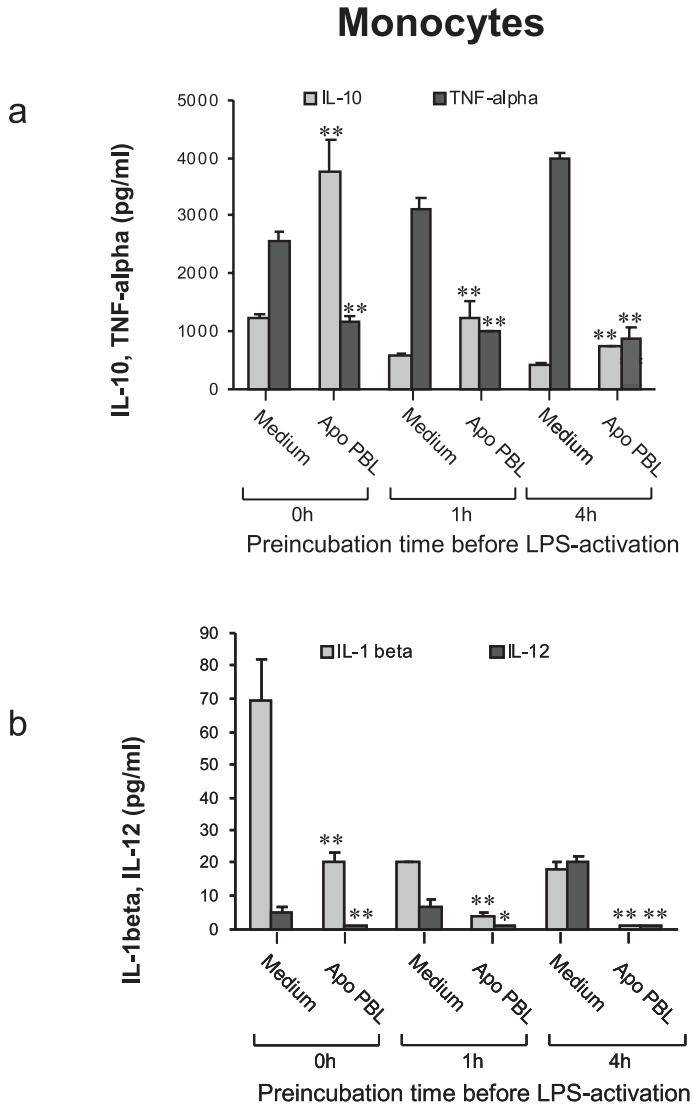 Monocytes
a
IL-10 TNF-alpha
IL-10, TNF-alpha (pg/ml)
5000
4000
3000
2000
1000
0
**
**
**
**
**
**
Medium Apo PBL Medium Apo PBL Medium Apo PBL
0h 1h 4h
Preincubation time before LPS-activation
b
IL-1 beta IL-12
IL-1beta, IL-12 (pg/ml)
90
80
70
60
50
40
30
20
10
0
**
**
**
*
** **
Medium Apo PBL Medium Apo PBL Medium Apo PBL
0h 1h 4h
Preincubation time before LPS-activation